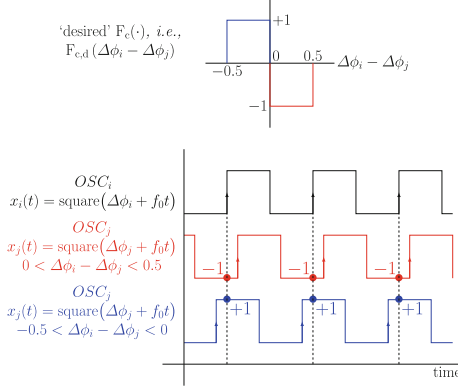 ‘desired’ F_c(·), i.e.,
F_{c,d}(Δϕ_i − Δϕ_j)
+1
−0.5
0
0.5
Δϕ_i − Δϕ_j
−1
OSC_i
x_i(t) = square(Δϕ_i + f_0t)
OSC_j
x_j(t) = square(Δϕ_j + f_0t)
0 < Δϕ_i − Δϕ_j < 0.5
−1 −1 −1
OSC_j
x_j(t) = square(Δϕ_j + f_0t)
−0.5 < Δϕ_i − Δϕ_j < 0
+1 +1 +1
time